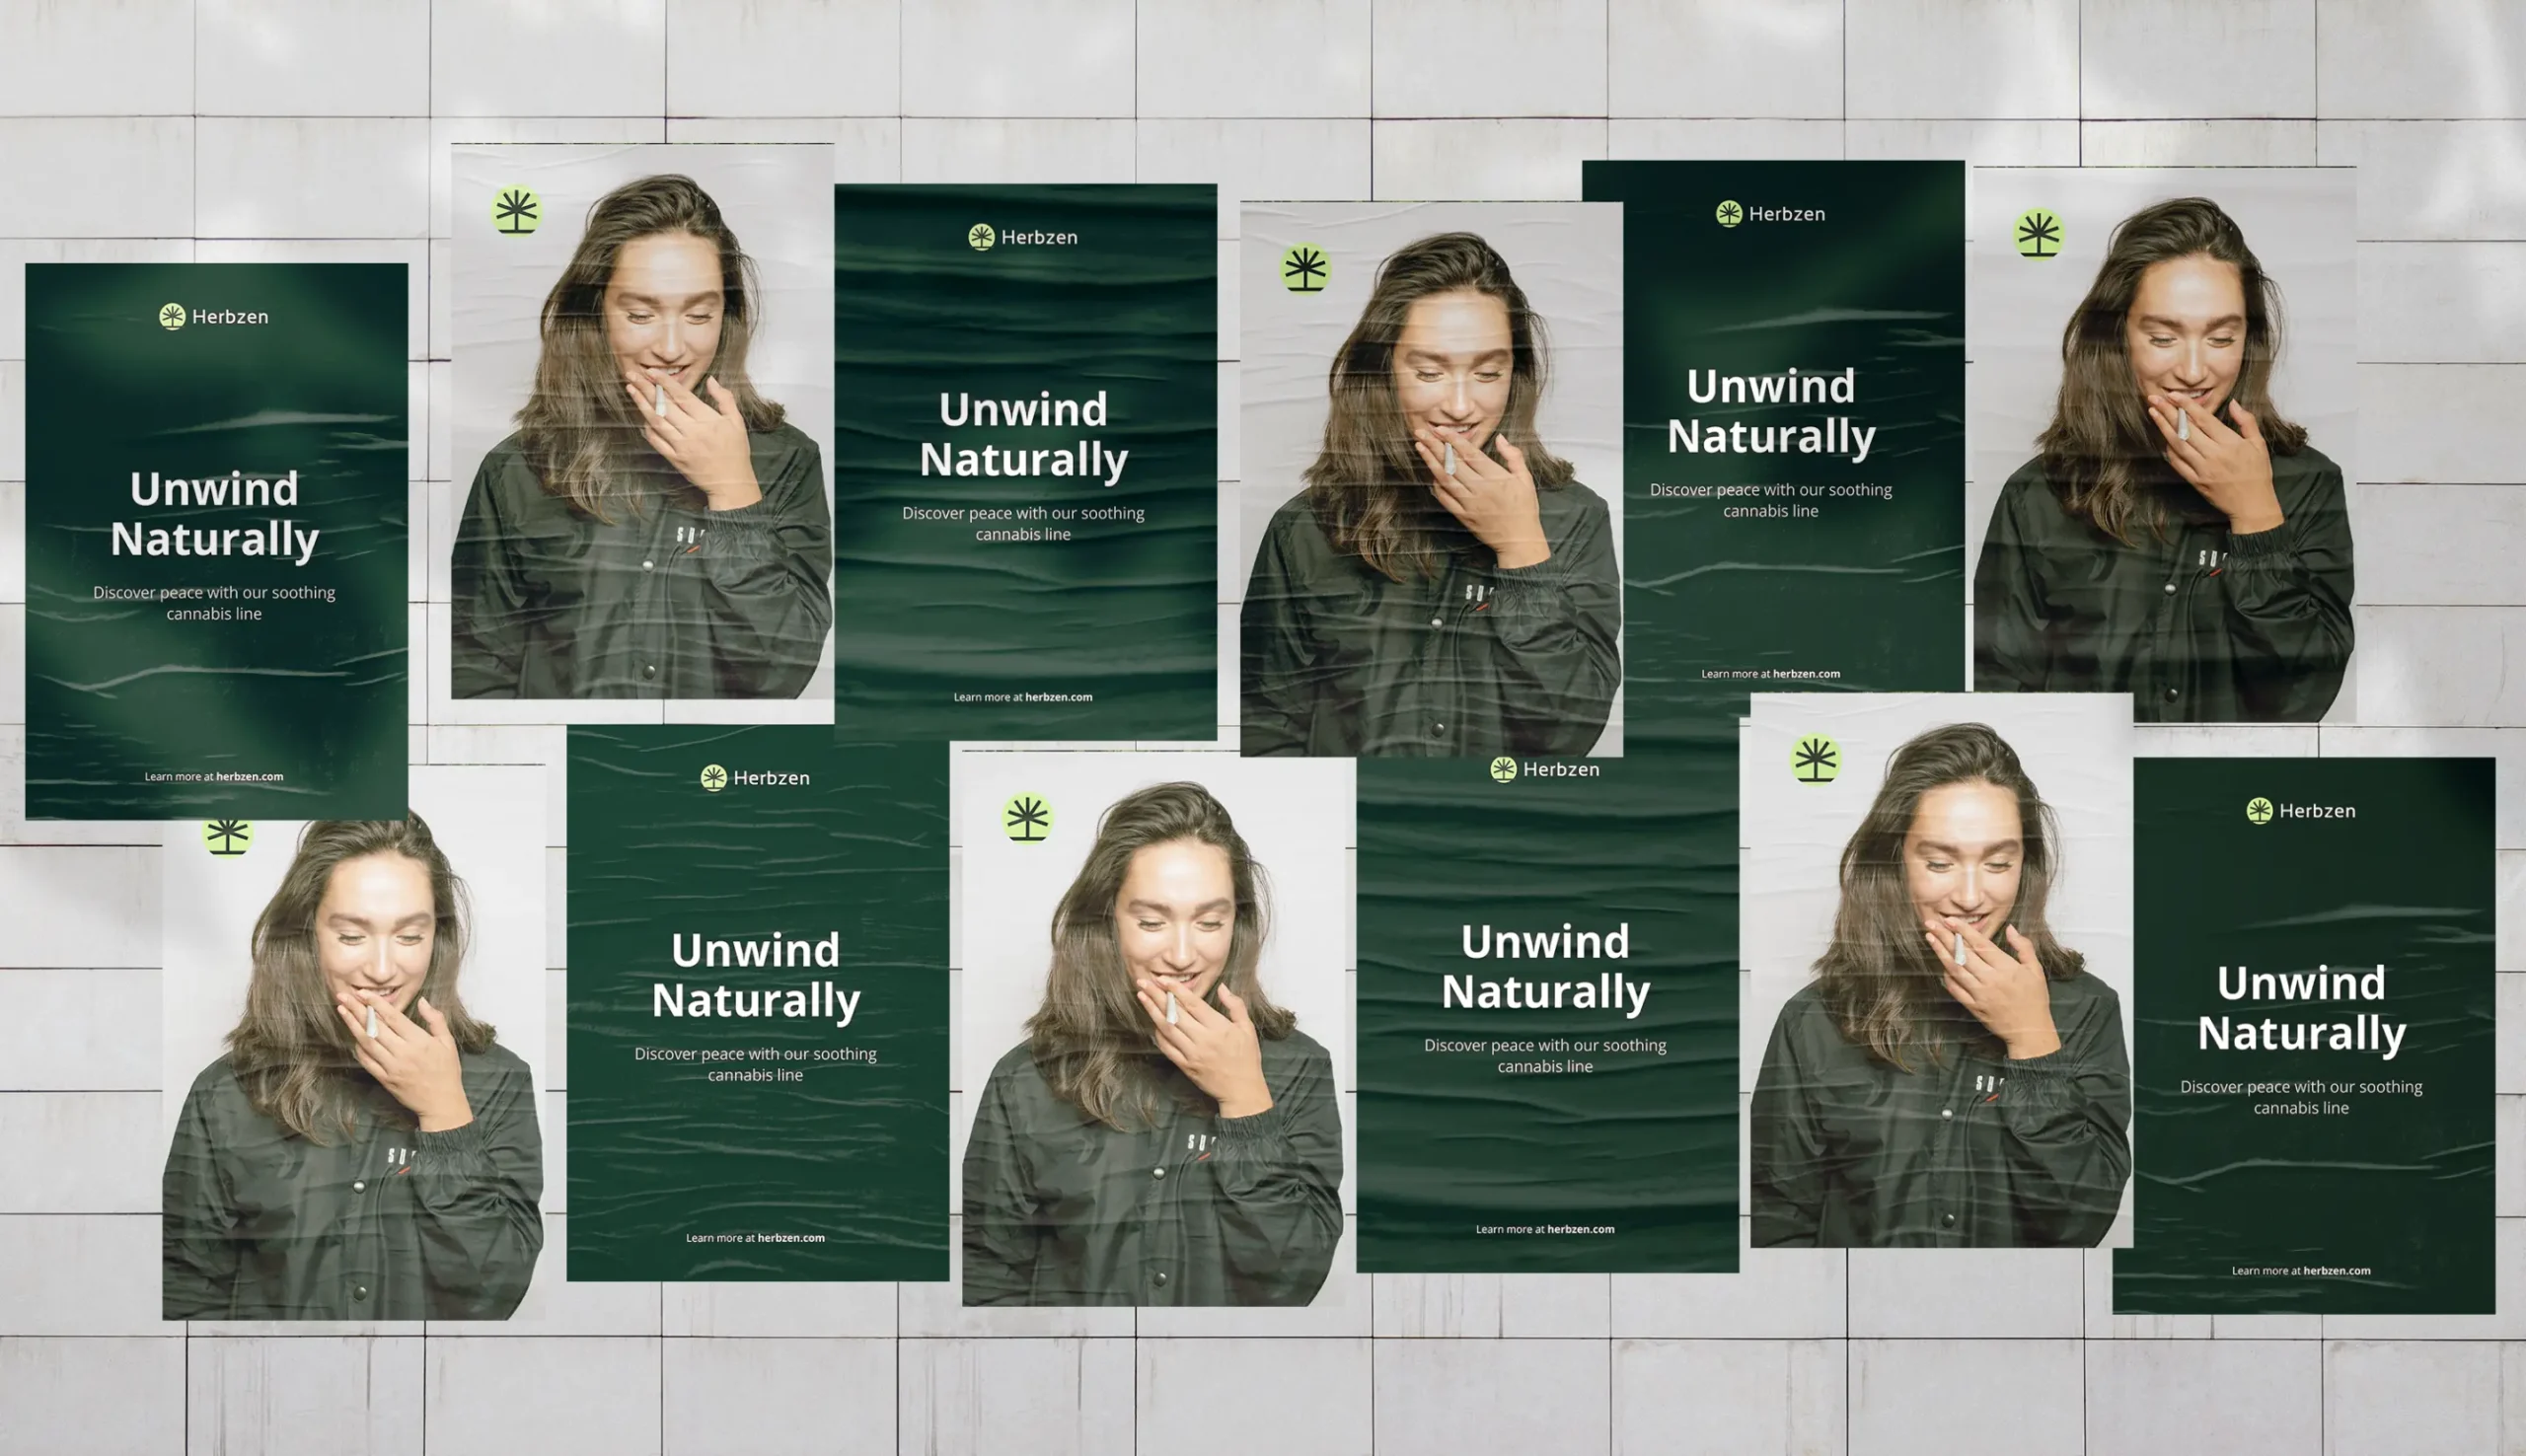 Herbzen
Unwind
Naturally
Discover peace with our soothing
cannabis line
Learn more at herbzen.com
Herbzen
Unwind
Naturally
Discover peace with our soothing
cannabis line
Learn more at herbzen.com
Herbzen
Unwind
Naturally
Discover peace with our soothing
cannabis line
Learn more at herbzen.com
Herbzen
Unwind
Naturally
Discover peace with our soothing
cannabis line
Learn more at herbzen.com
Herbzen
Unwind
Naturally
Discover peace with our soothing
cannabis line
Learn more at herbzen.com
Herbzen
Unwind
Naturally
Discover peace with our soothing
cannabis line
Learn more at herbzen.com